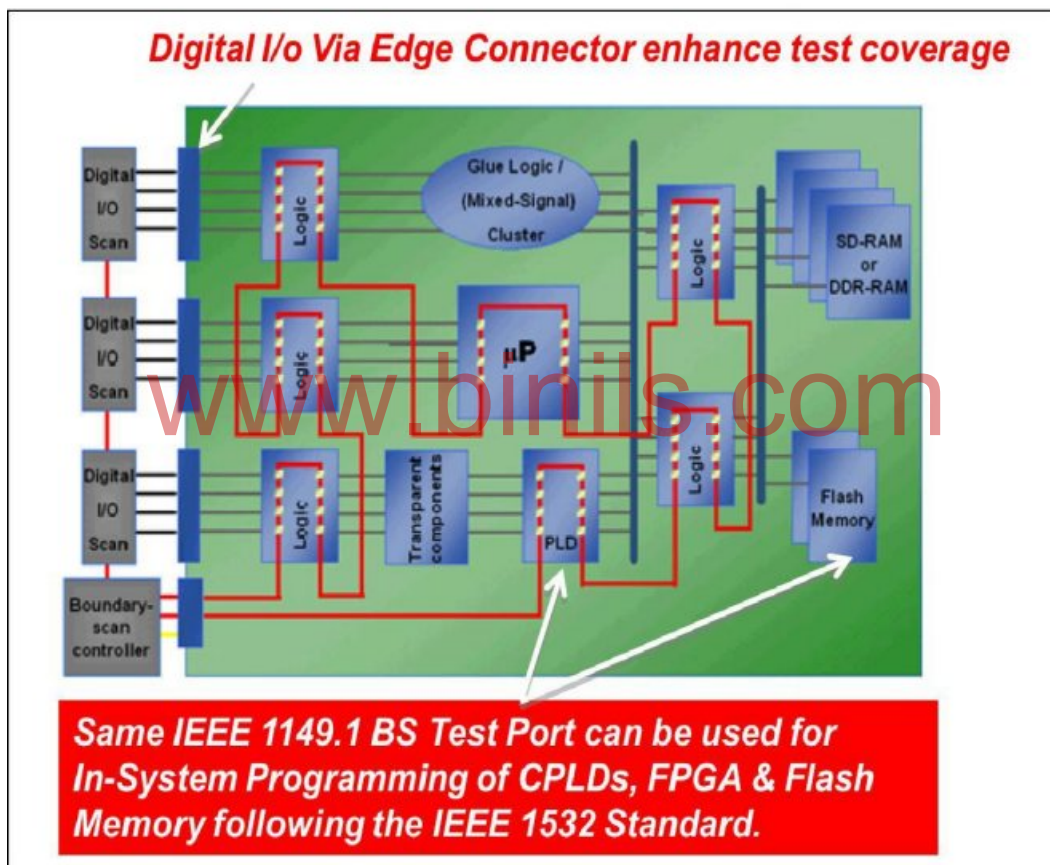 Digital I/o Via Edge Connector enhance test coverage
Digital
I/O
Scan
Logic
Glue Logic /
(Mixed-Signal)
Cluster
Logic
SD-RAM
or
DDR-RAM
Digital
I/O
Scan
Logic
µP
www.binils.com
Digital
I/O
Scan
Logic
Transparent
components
PLD
Logic
Flash
Memory
Boundary-
scan
controller
Same IEEE 1149.1 BS Test Port can be used for
In-System Programming of CPLDs, FPGA & Flash
Memory following the IEEE 1532 Standard.